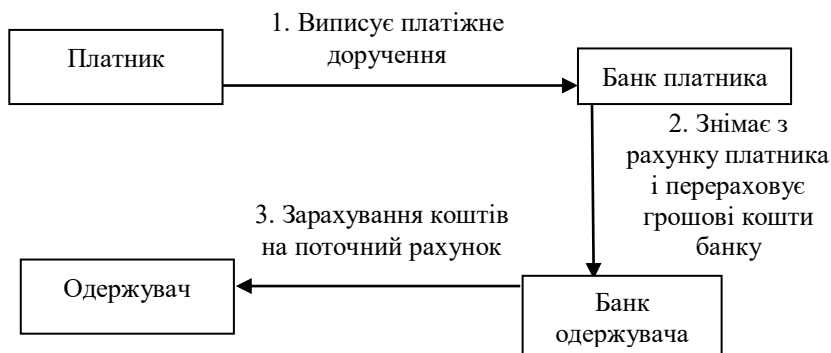 1. Виписує платіжне
доручення
Платник
Банк платника
2. Знімає з
рахунку платника
і перераховує
грошові кошти
банку
3. Зарахування коштів
на поточний рахунок
Одержувач
Банк
одержувача